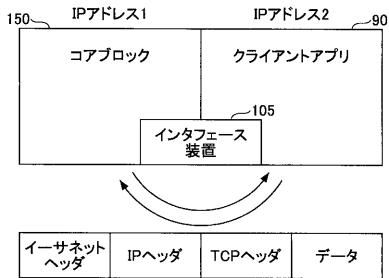 IPアドレス1
IPアドレス2
150
90
コアブロック
クライアントアプリ
105
インタフェース
装置
イーサネット
ヘッダ
IPヘッダ
TCPヘッダ
データ